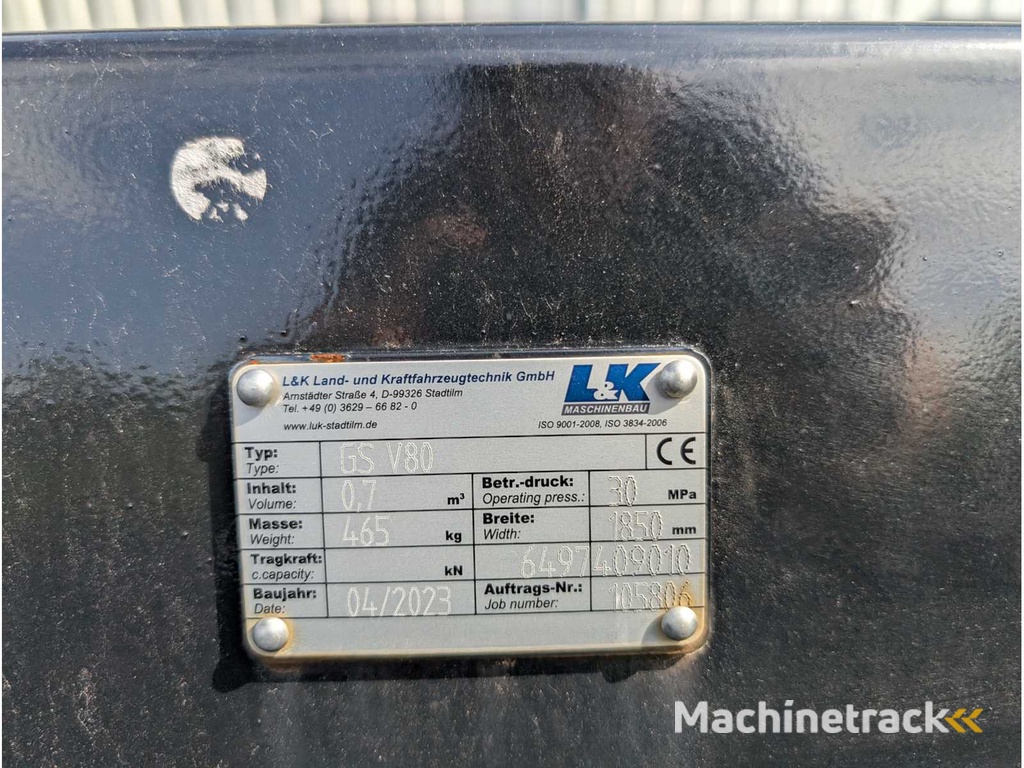 L&K Land- und Kraftfahrzeugtechnik GmbH
Arnstädter Straße 4, D-99326 Stadtilm
Tel. +49 (0) 3629 – 66 82 - 0
www.luk-stadtilm.de
L&K
MASCHINENBAU
ISO 9001-2008, ISO 3834-2006
Typ: GS V80 CE
Type:
Inhalt: 0,7 m³ Betr.-druck: 30 MPa
Volume: Operating press.:
Masse: 465 kg Breite: 1850 mm
Weight: Width:
Tragkraft: kN 6497409010
c.capacity:
Baujahr: 04/2023 Auftrags-Nr.: 105806
Date: Job number:
Machinetrack